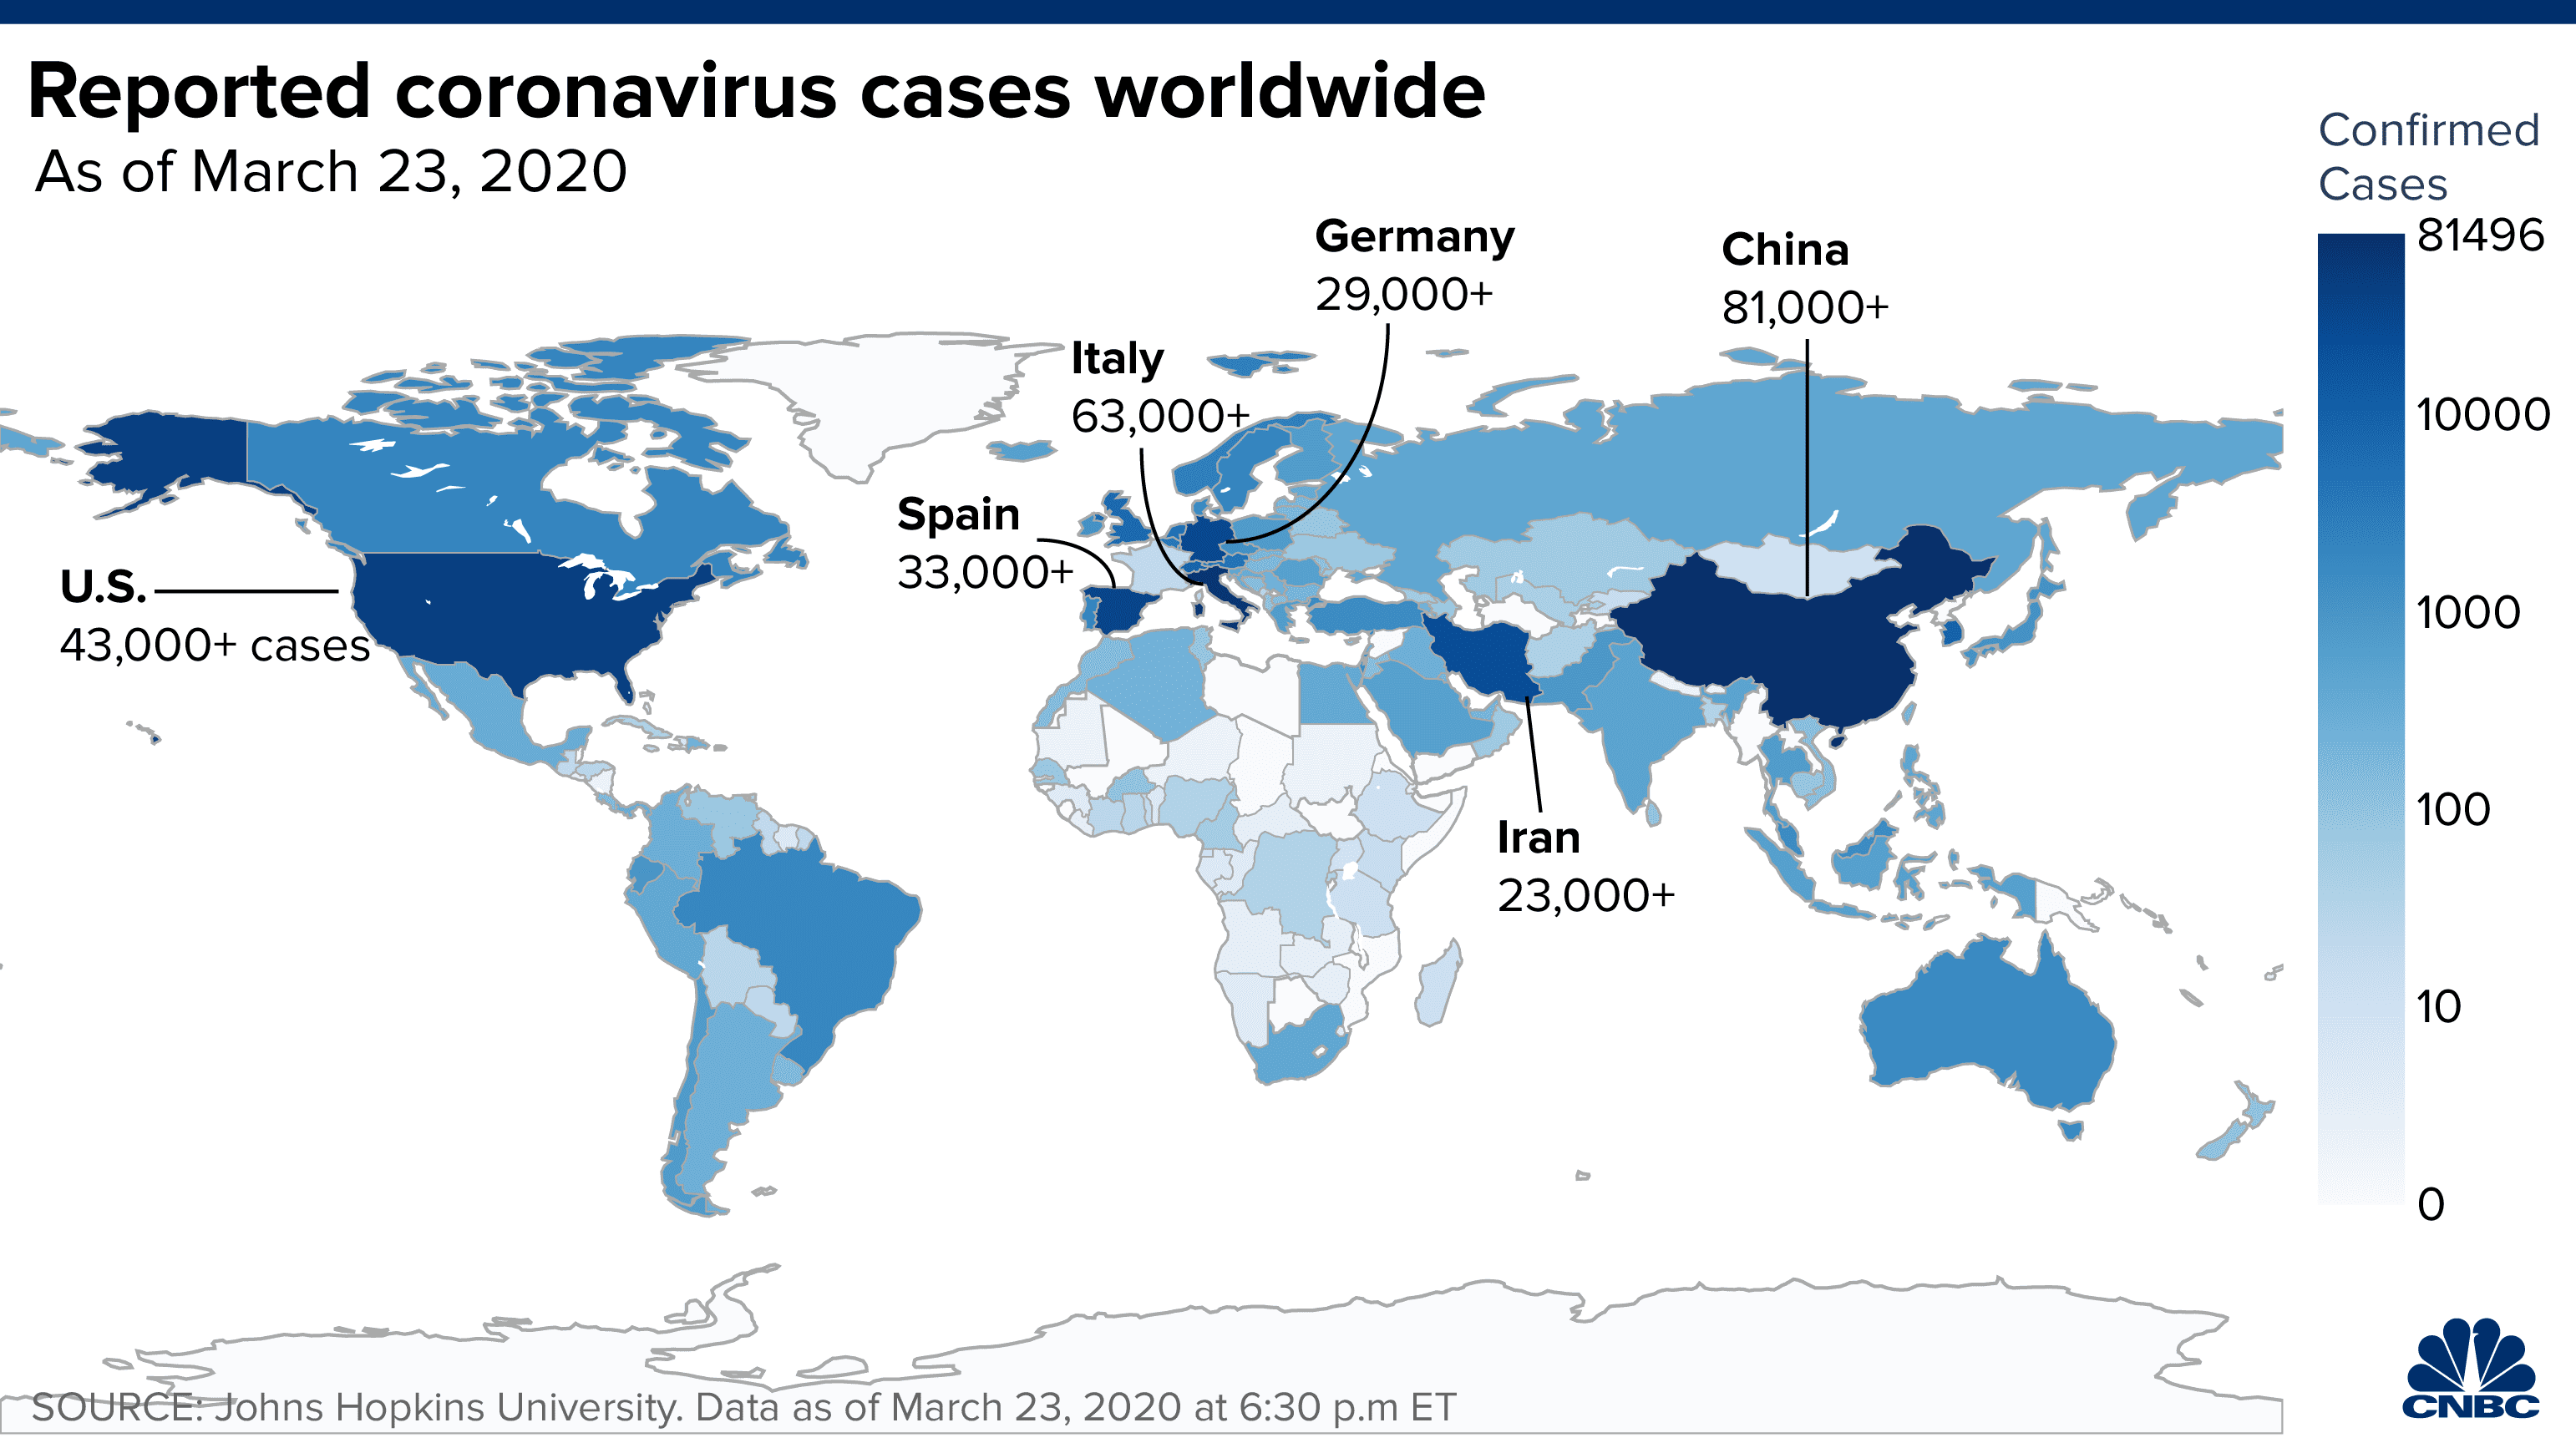 Reported coronavirus cases worldwide
As of March 23, 2020
Confirmed
Cases
81496
10000
1000
100
10
0
Germany
29,000+
China
81,000+
Italy
63,000+
Spain
33,000+
U.S.
43,000+ cases
Iran
23,000+
SOURCE: Johns Hopkins University. Data as of March 23, 2020 at 6:30 p.m ET
CNBC